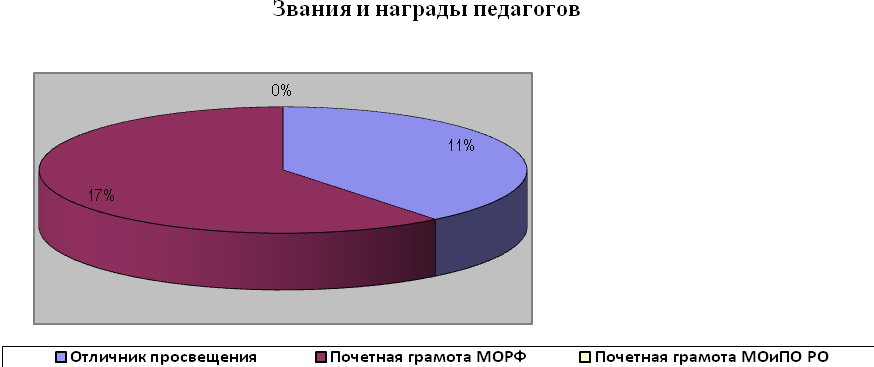 Звания и награды педагогов
0%
11%
17%
Отличник просвещения Почетная грамота МОРФ Почетная грамота МОиПО РО